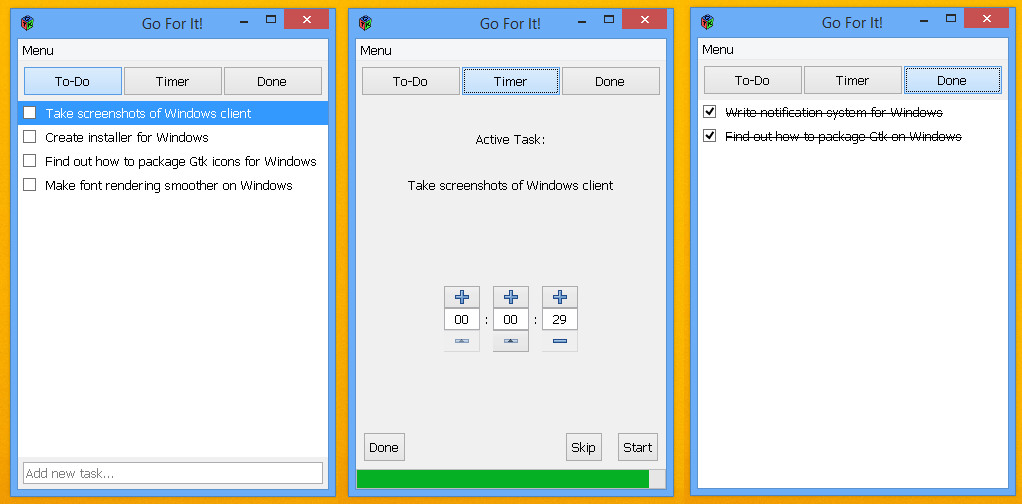 Go For It!
Menu
To-Do Timer Done
Take screenshots of Windows client
Create installer for Windows
Find out how to package Gtk icons for Windows
Make font rendering smoother on Windows
Add new task...
Go For It!
Menu
To-Do Timer Done
Active Task:
Take screenshots of Windows client
00 : 00 : 29
Done Skip Start
Go For It!
Menu
To-Do Timer Done
Write notification system for Windows
Find out how to package Gtk on Windows